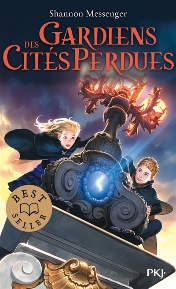 Shannon Messenger
GARDIENS
DES
CITÉS PERDUES
BEST
SELLER
PKJ.